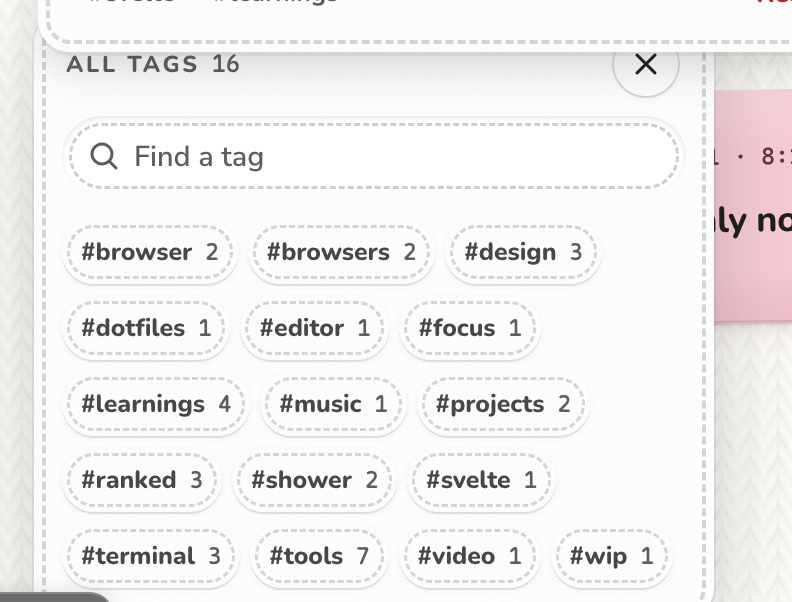 ALL TAGS 16
Find a tag
#browser 2 #browsers 2 #design 3
#dotfiles 1 #editor 1 #focus 1
#learnings 4 #music 1 #projects 2
#ranked 3 #shower 2 #svelte 1
#terminal 3 #tools 7 #video 1 #wip 1